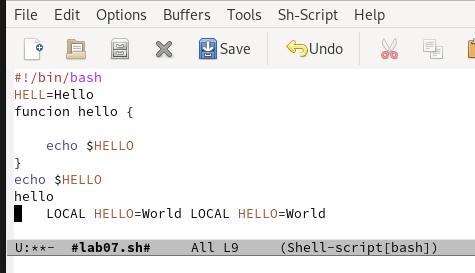 File Edit Options Buffers Tools Sh-Script Help
Save Undo
#!/bin/bash
HELL=Hello
funcion hello {
echo $HELLO
}
echo $HELLO
hello
LOCAL HELLO=World LOCAL HELLO=World
U:**- #lab07.sh# All L9 (Shell-script[bash])